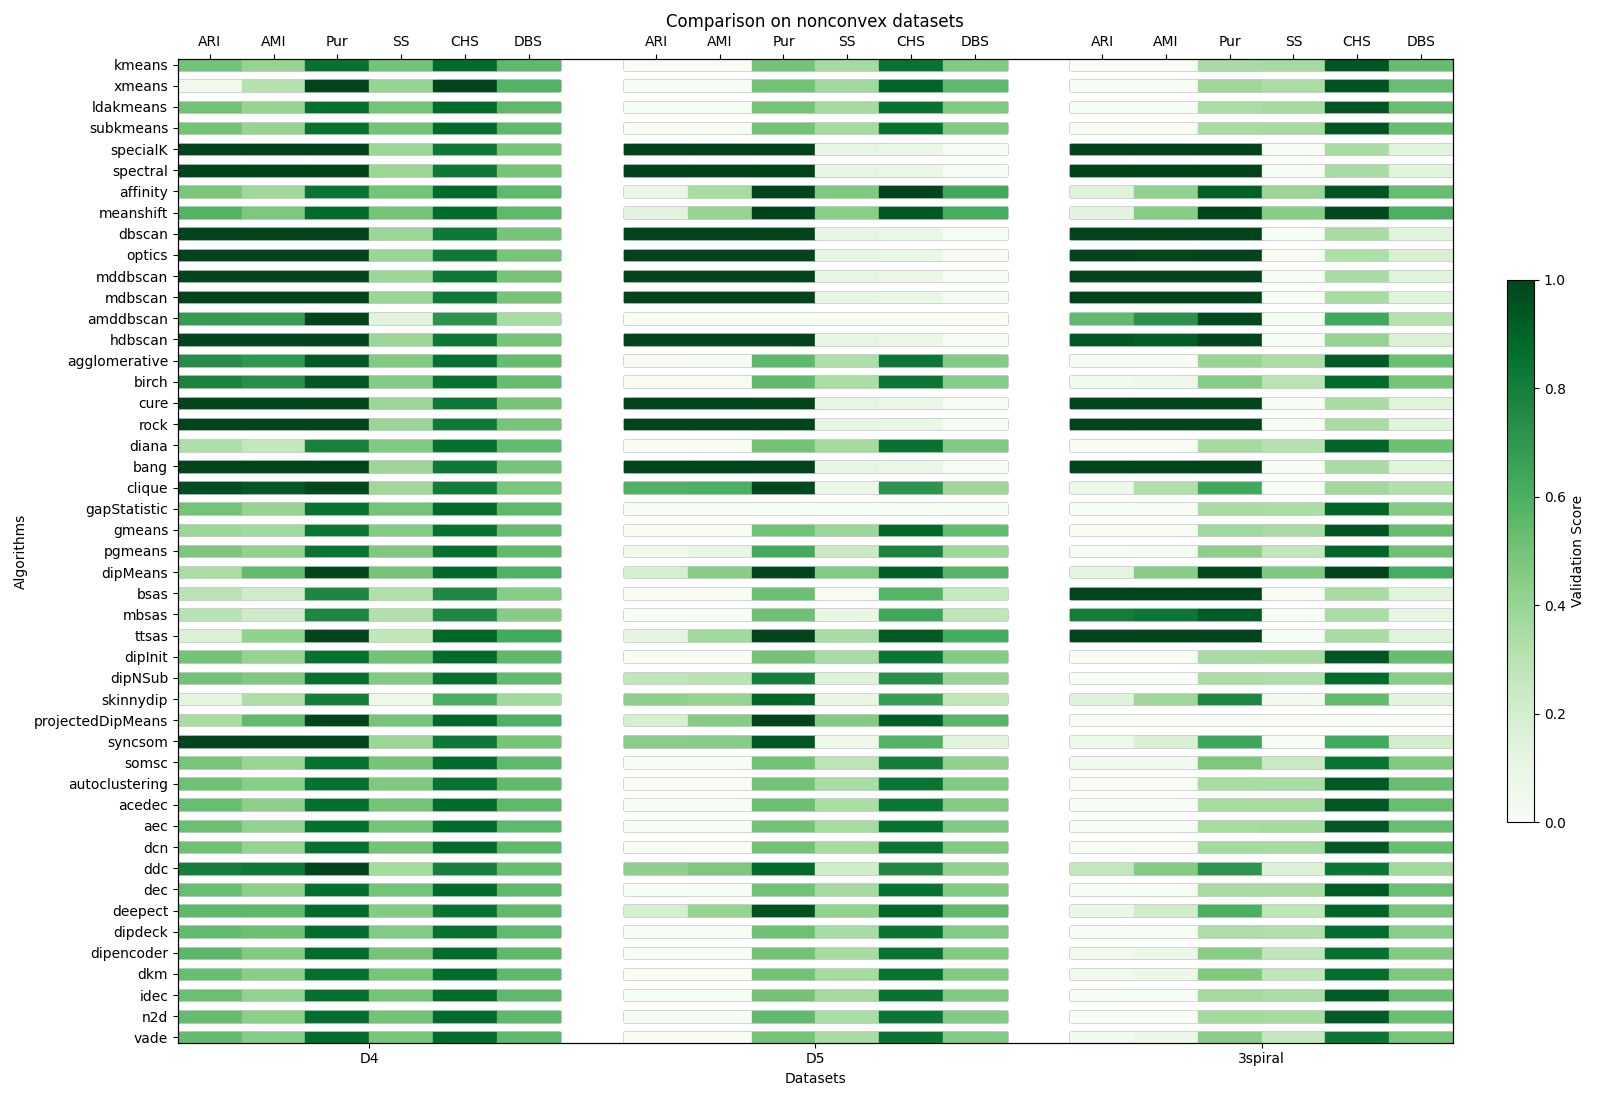 Comparison on nonconvex datasets
ARI AMI Pur SS CHS DBS ARI AMI Pur SS CHS DBS ARI AMI Pur SS CHS DBS
kmeans
xmeans
ldakmeans
subkmeans
specialK
spectral
affinity
meanshift
dbscan
optics
mddbscan
mdbscan
amddbscan
hdbscan
agglomerative
birch
cure
rock
diana
bang
clique
gapStatistic
gmeans
pgmeans
dipMeans
bsas
mbsas
ttsas
dipInit
dipNSub
skinnydip
projectedDipMeans
syncsom
somsc
autoclustering
acedec
aec
dcn
ddc
dec
deepect
dipdeck
dipencoder
dkm
idec
n2d
vade
Algorithms
D4 D5 3spiral
Datasets
1.0
0.8
0.6
0.4
0.2
0.0
Validation Score